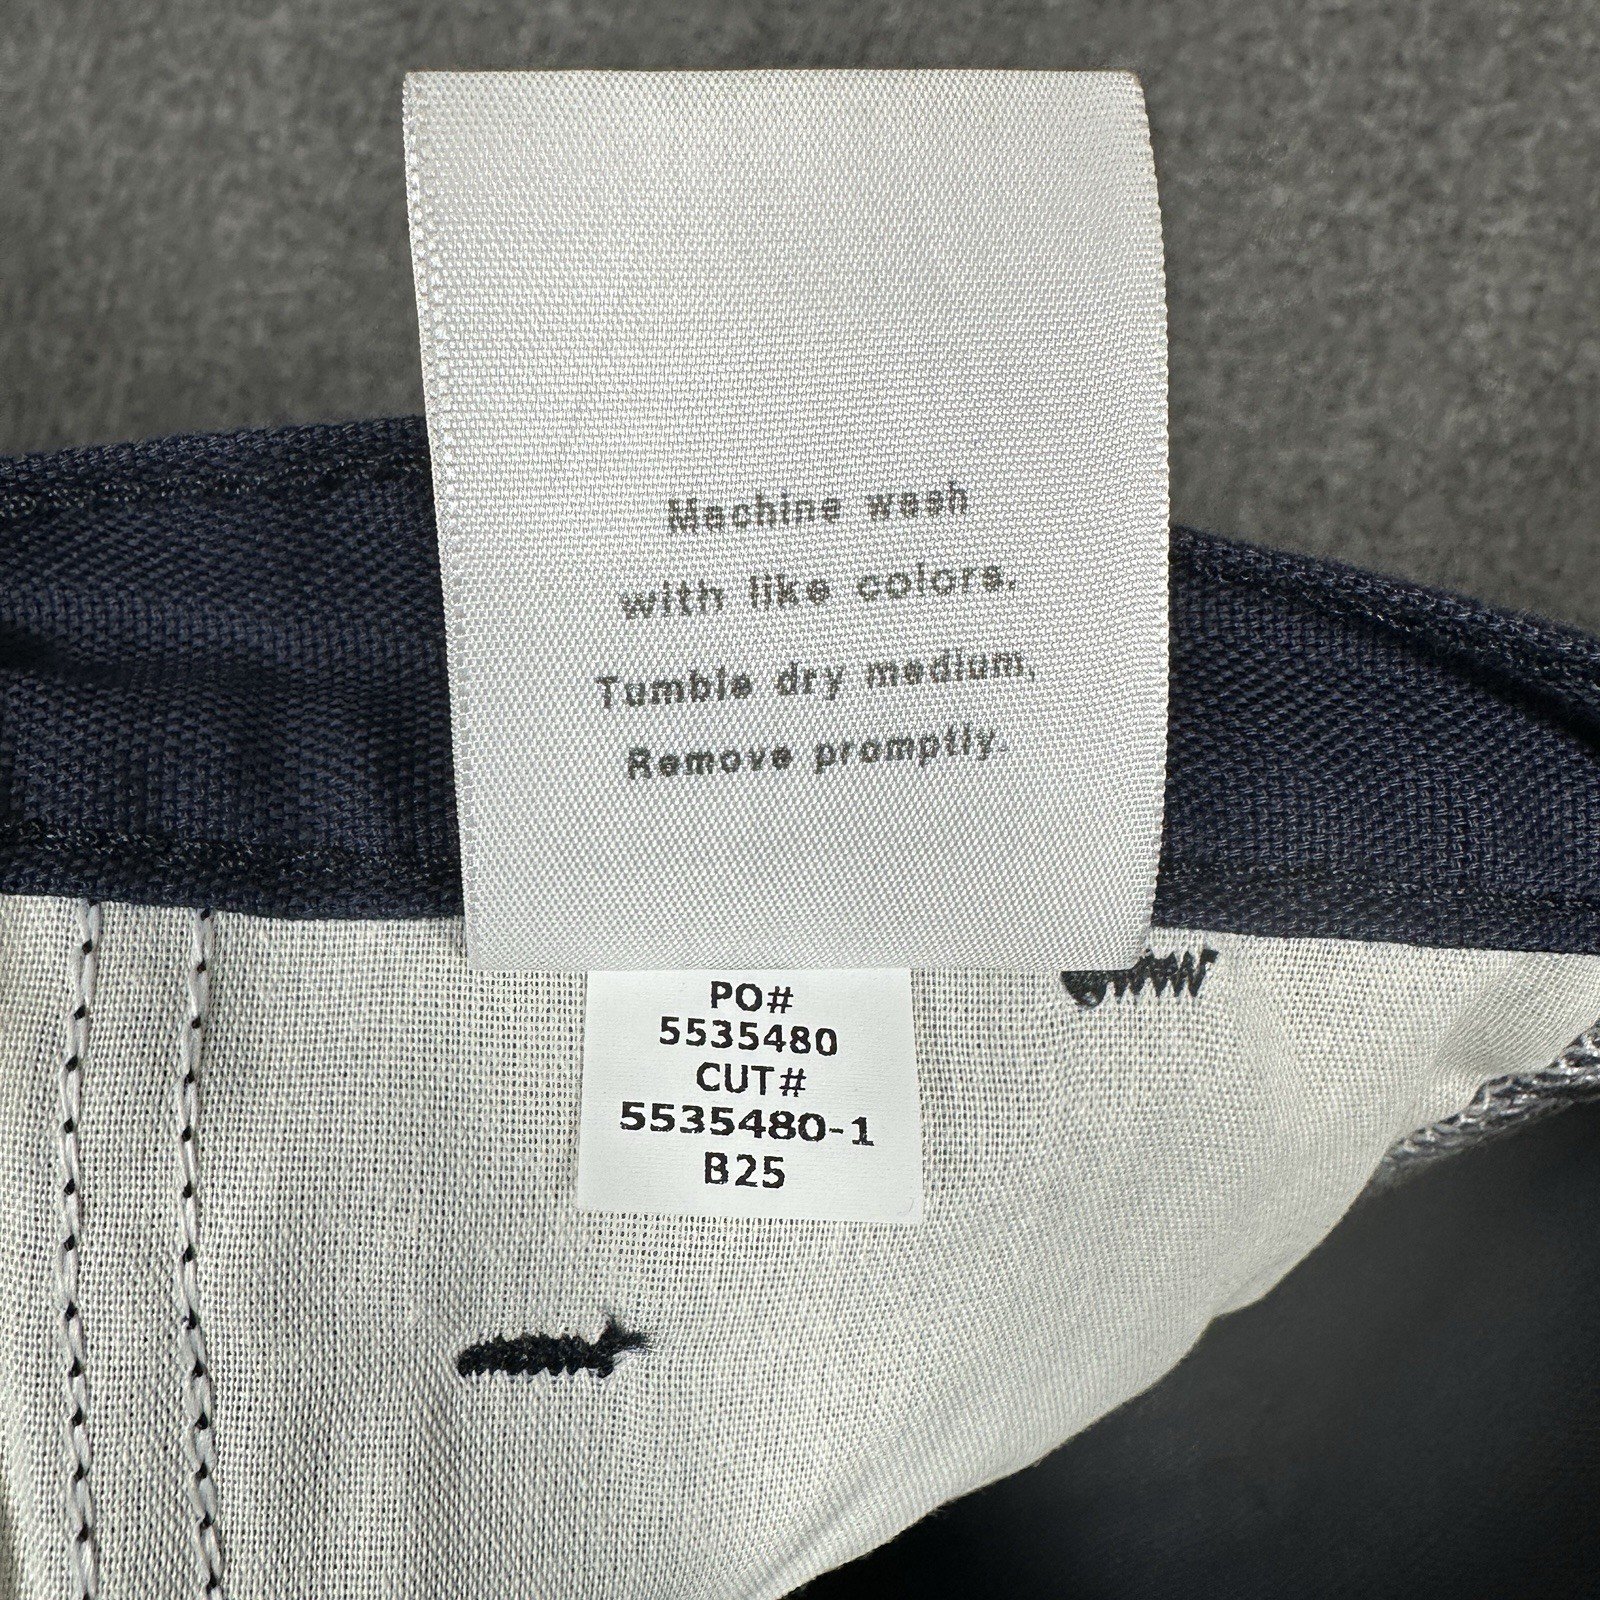 Machine wash
with like colors.
Tumble dry medium.
Remove promptly.
PO#
5535480
CUT#
5535480-1
B25